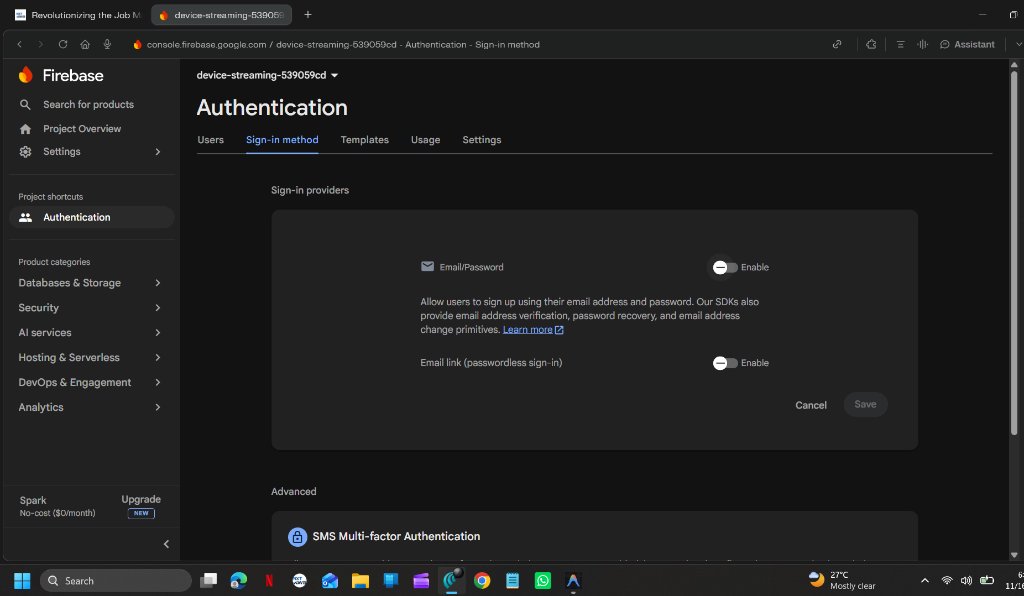 Revolutionizing the Job M
device-streaming-539059
console.firebase.google.com / device-streaming-539059cd - Authentication - Sign-in method
Assistant
Firebase
Search for products
Project Overview
Settings
Project shortcuts
Authentication
Product categories
Databases & Storage
Security
AI services
Hosting & Serverless
DevOps & Engagement
Analytics
Spark
No-cost ($0/month)
Upgrade
NEW
device-streaming-539059cd
Authentication
Users Sign-in method Templates Usage Settings
Sign-in providers
Email/Password
Enable
Allow users to sign up using their email address and password. Our SDKs also
provide email address verification, password recovery, and email address
change primitives. Learn more
Email link (passwordless sign-in)
Enable
Cancel Save
Advanced
SMS Multi-factor Authentication
Search
27°C
Mostly clear